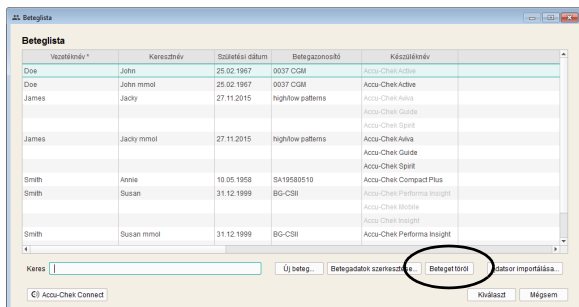 Beteglista
Beteglista
Vezetéknév * Keresztnév Születési dátum Betegazonosító Készüléknév
Doe John 25.02.1967 0037 CGM Accu-Chek Active
Doe John mmol 25.02.1967 0037 CGM Accu-Chek Active
James Jacky 27.11.2015 high/low patterns Accu-Chek Aviva
Accu-Chek Guide
Accu-Chek Spirit
James Jacky mmol 27.11.2015 high/low patterns Accu-Chek Aviva
Accu-Chek Guide
Accu-Chek Spirit
Smith Annie 10.05.1958 SA19580510 Accu-Chek Compact Plus
Smith Susan 31.12.1999 BG-CSII Accu-Chek Performa Insight
Accu-Chek Mobile
Accu Chek Insight
Smith Susan mmol 31.12.1999 BG-CSII Accu-Chek Performa Insight
Keres Új beteg... Betegadatok szerkesztése... Beteget töröl adatsor importálása...
Accu-Chek Connect Kiválaszt Mégsem